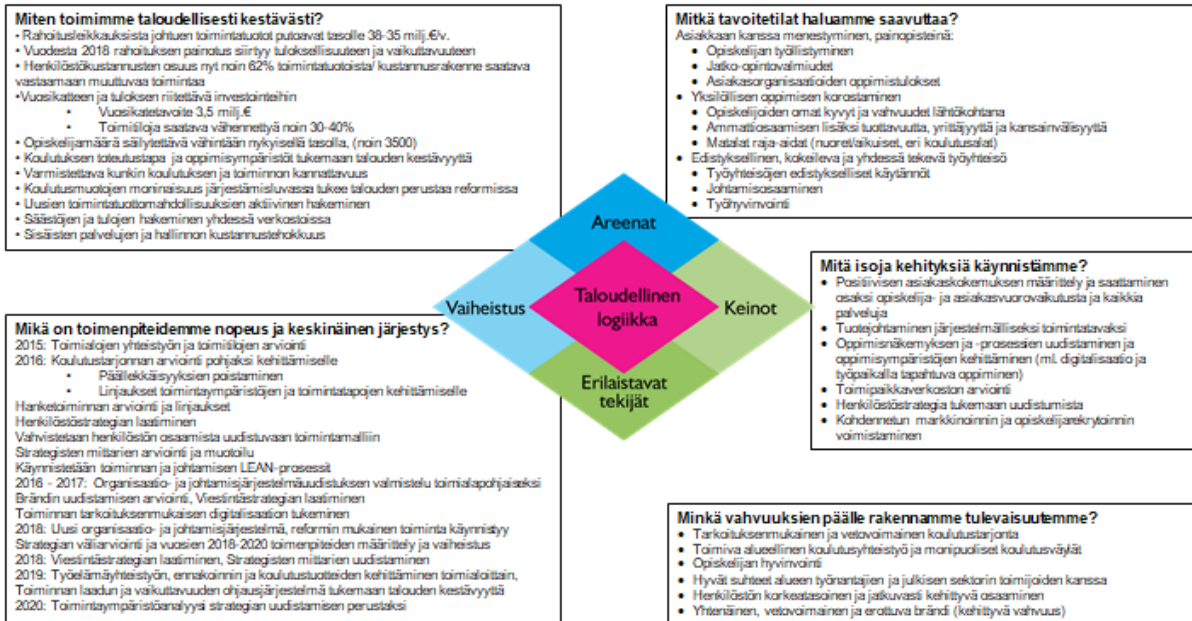 Miten toimimme taloudellisesti kestävästi?
• Rahoitusleikkauksista johtuen toimintatuotot putoavat tasolle 38-35 milj.€/v.
• Vuodesta 2018 rahoituksen painotus siirtyy tuloksellisuuteen ja vaikuttavuuteen
• Henkilöstökustannusten osuus nyt noin 62% toimintatuotoista/ kustannusrakenne saatava
vastaamaan muuttuvaa toimintaa
•Vuosikatteen ja tuloksen riitettävä investointeihin
• Vuosikatetavoite 3,5 milj.€
• Toimitiloja saatava vähennettyä noin 30-40%
• Opiskelijamäärä säilytettävä vähintään nykyisellä tasolla, (noin 3500)
• Koulutuksen toteutustapa ja oppimisympäristöt tukemaan talouden kestävyyttä
• Varmistettava kunkin koulutuksen ja toiminnon kannattavuus
• Koulutusmuotojen moninaisuus järjestämisluvassa tukee talouden perustaa reformissa
• Uusien toimintatuottomahdollisuuksien aktiivinen hakeminen
• Säästöjen ja tulojen hakeminen yhdessä verkostoissa
• Sisäisten palvelujen ja hallinnon kustannustehokkuus
Mitkä tavoitetilat haluamme saavuttaa?
Asiakkaan kanssa menestyminen, painopisteinä:
• Opiskelijan työllistyminen
• Jatko-opintovalmiudet
• Asiakasorganisaatioiden oppimistulokset
• Yksilöllisen oppimisen korostaminen
• Opiskelijoiden omat kyvyt ja vahvuudet lähtökohtana
• Ammattiosaamisen lisäksi tuottavuutta, yrittäjyyttä ja kansainvälisyyttä
• Matalat raja-aidat (nuoret/aikuiset, eri koulutusalat)
• Edistyksellinen, kokeileva ja yhdessä tekevä työyhteisö
• Työyhteisöjen edistykselliset käytännöt
• Johtamisosaaminen
• Työhyvinvointi
Areenat
Vaiheistus
Taloudellinen
logiikka
Keinot
Erilaistavat
tekijät
Mitä isoja kehityksiä käynnistämme?
• Positiivisen asiakaskokemuksen määrittely ja saattaminen
osaksi opiskelija- ja asiakasvuorovaikutusta ja kaikkia
palveluja
• Tuotejohtaminen järjestelmälliseksi toimintatavaksi
• Oppimisnäkemyksen ja -prosessien uudistaminen ja
oppimisympäristöjen kehittäminen (ml. digitalisaatio ja
työpaikalla tapahtuva oppiminen)
• Toimipaikkaverkoston arviointi
• Henkilöstöstrategia tukemaan uudistumista
• Kohdennetun markkinoinnin ja opiskelijarekrytoinnin
voimistaminen
Mikä on toimenpiteidemme nopeus ja keskinäinen järjestys?
2015: Toimialojen yhteistyön ja toimitilojen arviointi
2016: Koulutustarjonnan arviointi pohjaksi kehittämiselle
• Päällekkäisyyksien poistaminen
• Linjaukset toimintaympäristöjen ja toimintatapojen kehittämiselle
Hanketoiminnan arviointi ja linjaukset
Henkilöstöstrategian laatiminen
Vahvistetaan henkilöstön osaamista uudistuvaan toimintamalliin
Strategisten mittarien arviointi ja muotoilu
Käynnistetään toiminnan ja johtamisen LEAN-prosessit
2016 - 2017: Organisaatio- ja johtamisjärjestelmäuudistuksen valmistelu toimialapohjaiseksi
Brändin uudistamisen arviointi, Viestintästrategian laatiminen
Toiminnan tarkoituksenmukaisen digitalisaation tukeminen
2018: Uusi organisaatio- ja johtamisjärjestelmä, reformin mukainen toiminta käynnistyy
Strategian väliarviointi ja vuosien 2018-2020 toimenpiteiden määrittely ja vaiheistus
2018: Viestintästrategian laatiminen, Strategisten mittarien uudistaminen
2019: Työelämäyhteistyön, ennakoinnin ja koulutustuotteiden kehittäminen toimialoittain,
Toiminnan laadun ja vaikuttavuuden ohjausjärjestelmä tukemaan talouden kestävyyttä
2020: Toimintaympäristöanalyysi strategian uudistamisen perustaksi
Minkä vahvuuksien päälle rakennamme tulevaisuutemme?
• Tarkoituksenmukainen ja vetovoimainen koulutustarjonta
• Toimiva alueellinen koulutusyhteistyö ja monipuoliset koulutusväylät
• Opiskelijan hyvinvointi
• Hyvät suhteet alueen työnantajien ja julkisen sektorin toimijoiden kanssa
• Henkilöstön korkeatasoinen ja jatkuvasti kehittyvä osaaminen
• Yhtenäinen, vetovoimainen ja erottuva brändi (kehittyvä vahvuus)